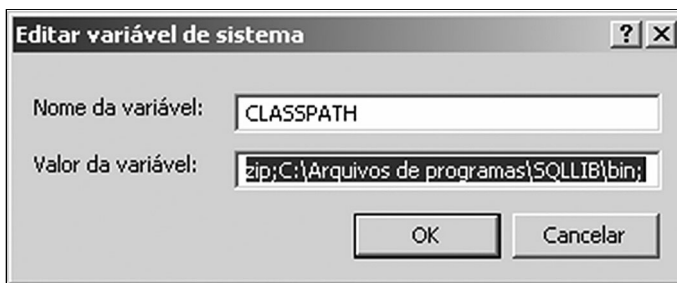 Editar variável de sistema
Nome da variável: CLASSPATH
Valor da variável: zip;C:\Arquivos de programas\SQLLIB\bin;
OK Cancelar